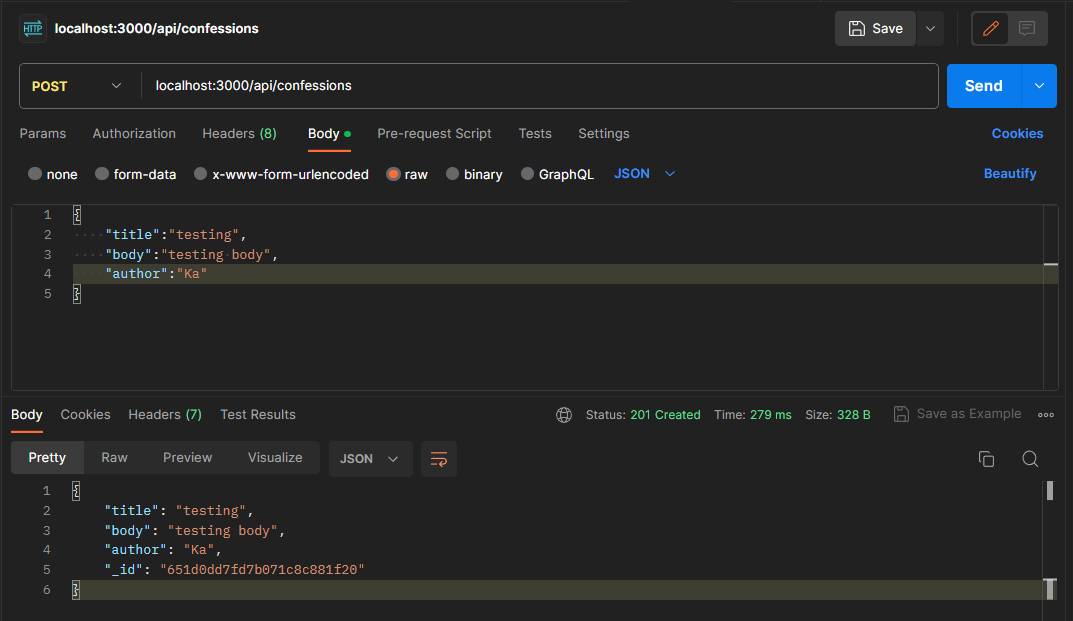 HTTP localhost:3000/api/confessions Save
POST localhost:3000/api/confessions Send
Params Authorization Headers (8) Body Pre-request Script Tests Settings Cookies
none form-data x-www-form-urlencoded raw binary GraphQL JSON Beautify
1 {
2 "title":"testing",
3 "body":"testing body",
4 "author":"Ka"
5 }
Body Cookies Headers (7) Test Results Status: 201 Created Time: 279 ms Size: 328 B Save as Example
Pretty Raw Preview Visualize JSON
1 {
2 "title": "testing",
3 "body": "testing body",
4 "author": "Ka",
5 "_id": "651d0dd7fd7b071c8c881f20"
6 }